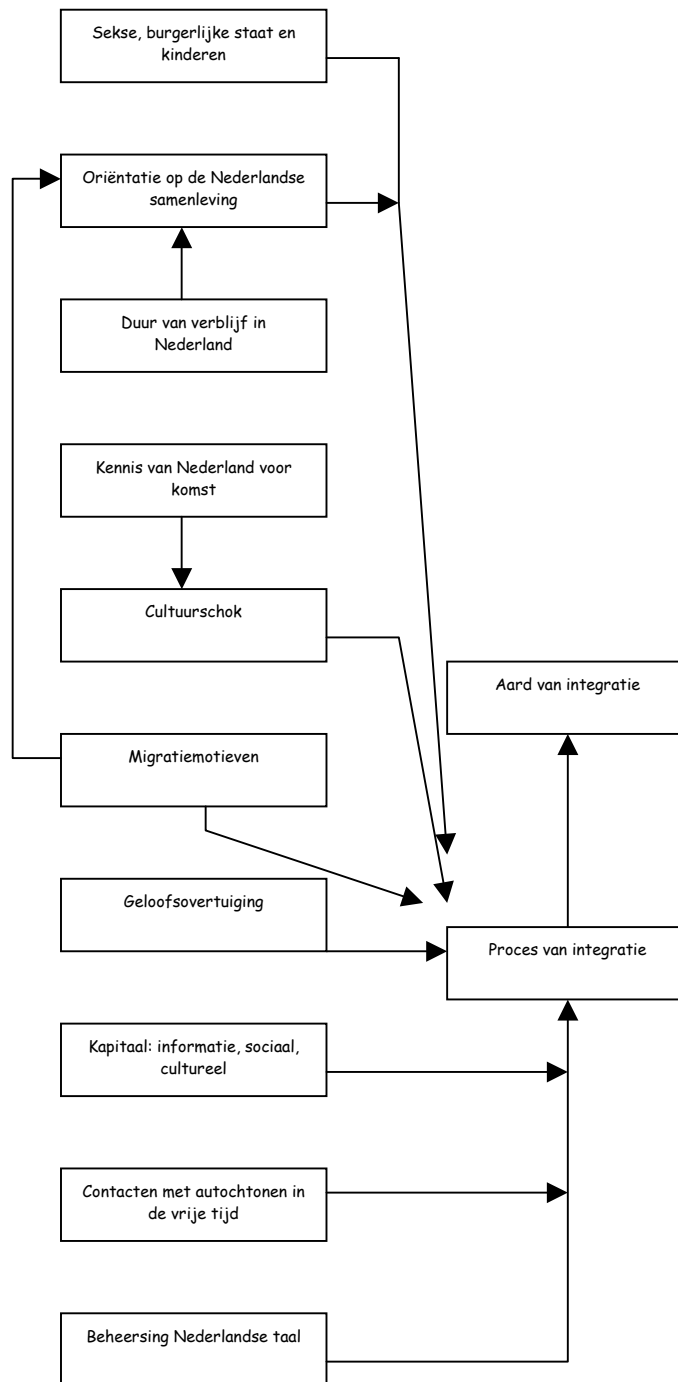 Sekse, burgerlijke staat en
kinderen
Oriëntatie op de Nederlandse
samenleving
Duur van verblijf in
Nederland
Kennis van Nederland voor
komst
Cultuurschok
Aard van integratie
Migratiemotieven
Geloofsovertuiging
Proces van integratie
Kapitaal: informatie, sociaal,
cultureel
Contacten met autochtonen in
de vrije tijd
Beheersing Nederlandse taal